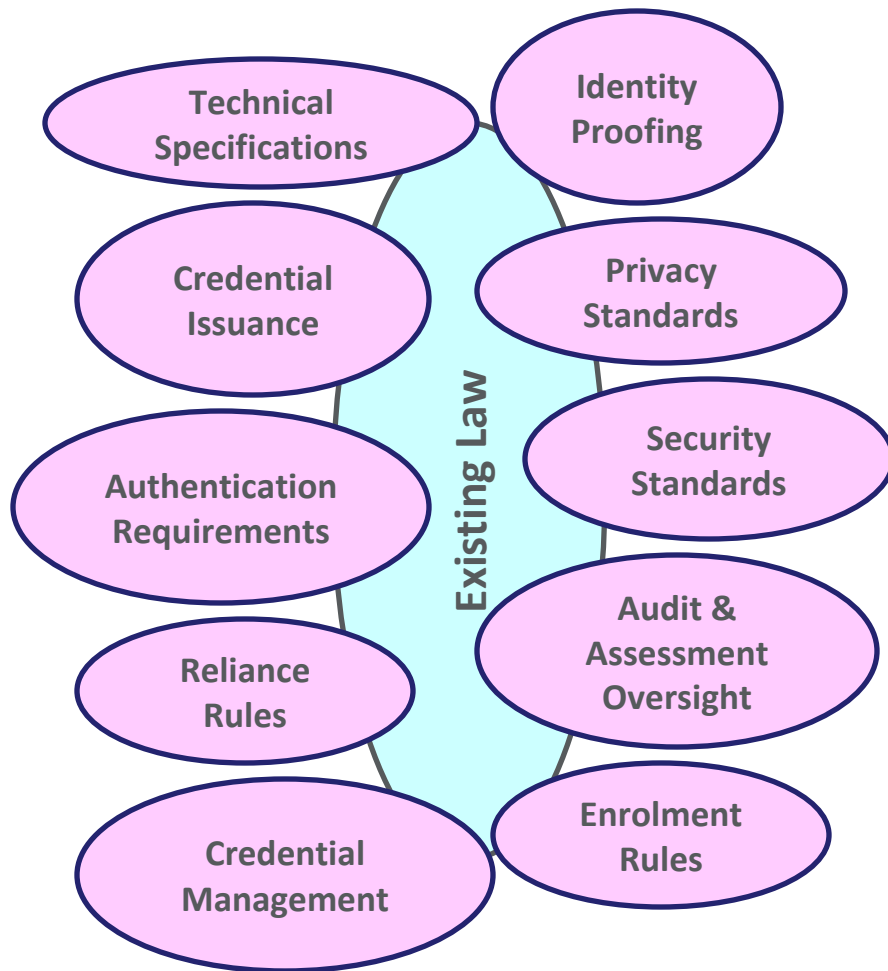 Technical
Specifications
Identity
Proofing
Credential
Issuance
Privacy
Standards
Existing Law
Authentication
Requirements
Security
Standards
Reliance
Rules
Audit &
Assessment
Oversight
Credential
Management
Enrolment
Rules